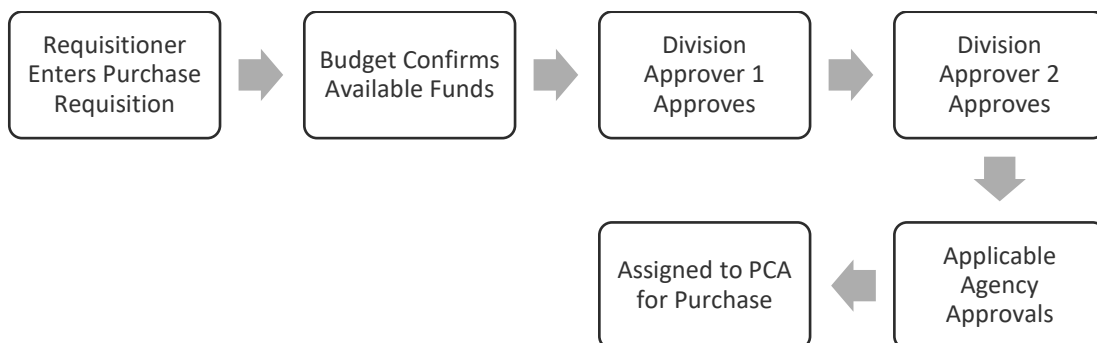 Requisitioner
Enters Purchase
Requisition
Budget Confirms
Available Funds
Division
Approver 1
Approves
Division
Approver 2
Approves
Applicable
Agency
Approvals
Assigned to PCA
for Purchase